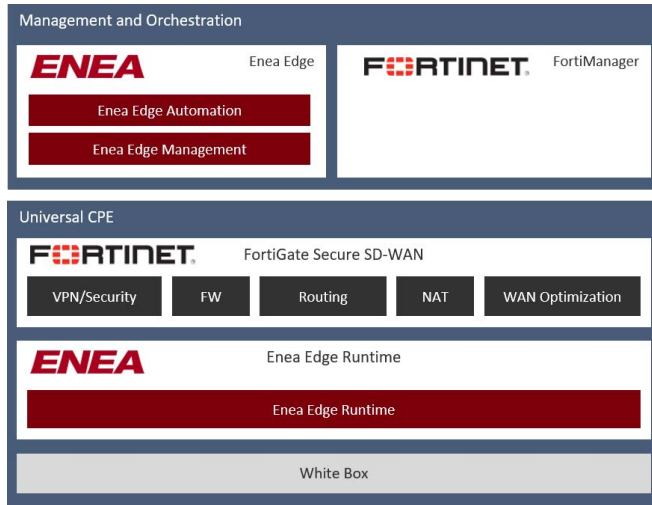 Management and Orchestration
ENEA Enea Edge
Enea Edge Automation
Enea Edge Management
FORTINET. FortiManager
Universal CPE
FORTINET. FortiGate Secure SD-WAN
VPN/Security FW Routing NAT WAN Optimization
ENEA Enea Edge Runtime
Enea Edge Runtime
White Box